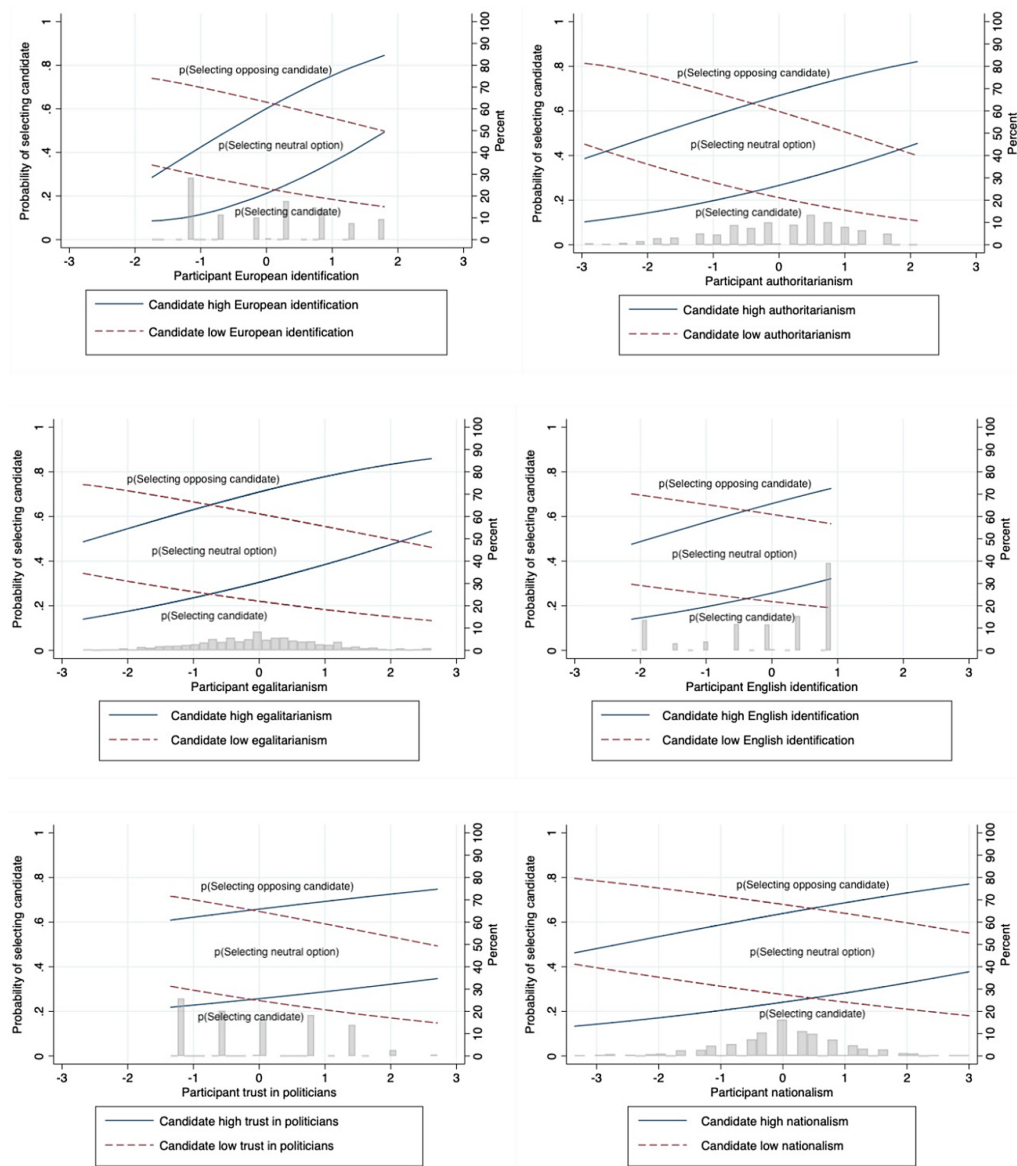 Probability of selecting candidate
0 .2 .4 .6 .8 1
p(Selecting opposing candidate)
p(Selecting neutral option)
p(Selecting candidate)
0 10 20 30 40 50 60 70 80 90 100
Percent
-3 -2 -1 0 1 2 3
Participant European identification
Candidate high European identification
Candidate low European identification
Probability of selecting candidate
0 .2 .4 .6 .8 1
p(Selecting opposing candidate)
p(Selecting neutral option)
p(Selecting candidate)
0 10 20 30 40 50 60 70 80 90 100
Percent
-3 -2 -1 0 1 2 3
Participant authoritarianism
Candidate high authoritarianism
Candidate low authoritarianism
Probability of selecting candidate
0 .2 .4 .6 .8 1
p(Selecting opposing candidate)
p(Selecting neutral option)
p(Selecting candidate)
0 10 20 30 40 50 60 70 80 90 100
Percent
-3 -2 -1 0 1 2 3
Participant egalitarianism
Candidate high egalitarianism
Candidate low egalitarianism
Probability of selecting candidate
0 .2 .4 .6 .8 1
p(Selecting opposing candidate)
p(Selecting neutral option)
p(Selecting candidate)
0 10 20 30 40 50 60 70 80 90 100
Percent
-3 -2 -1 0 1 2 3
Participant English identification
Candidate high English identification
Candidate low English identification
Probability of selecting candidate
0 .2 .4 .6 .8 1
p(Selecting opposing candidate)
p(Selecting neutral option)
p(Selecting candidate)
0 10 20 30 40 50 60 70 80 90 100
Percent
-3 -2 -1 0 1 2 3
Participant trust in politicians
Candidate high trust in politicians
Candidate low trust in politicians
Probability of selecting candidate
0 .2 .4 .6 .8 1
p(Selecting opposing candidate)
p(Selecting neutral option)
p(Selecting candidate)
0 10 20 30 40 50 60 70 80 90 100
Percent
-3 -2 -1 0 1 2 3
Participant nationalism
Candidate high nationalism
Candidate low nationalism